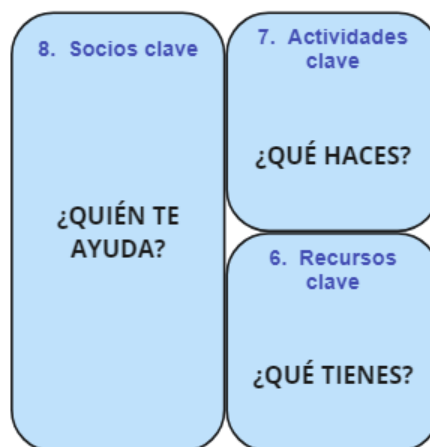 8. Socios clave
¿QUIÉN TE
AYUDA?
7. Actividades
clave
¿QUÉ HACES?
6. Recursos
clave
¿QUÉ TIENES?